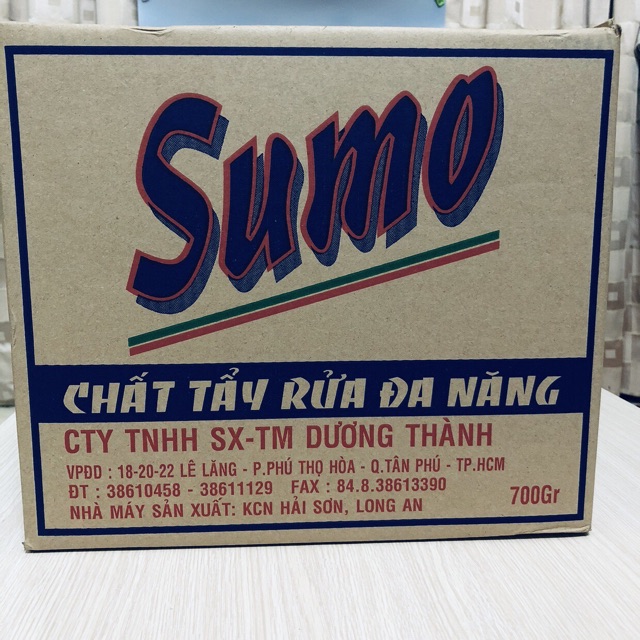 Sumo
CHẤT TẨY RỬA ĐA NĂNG
CTY TNHH SX-TM DƯƠNG THÀNH
VPĐD : 18-20-22 LÊ LĂNG - P.PHÚ THỌ HÒA - Q.TÂN PHÚ - TP.HCM
ĐT : 38610458 - 38611129 FAX : 84.8.38613390
NHÀ MÁY SẢN XUẤT: KCN HẢI SƠN, LONG AN
700Gr